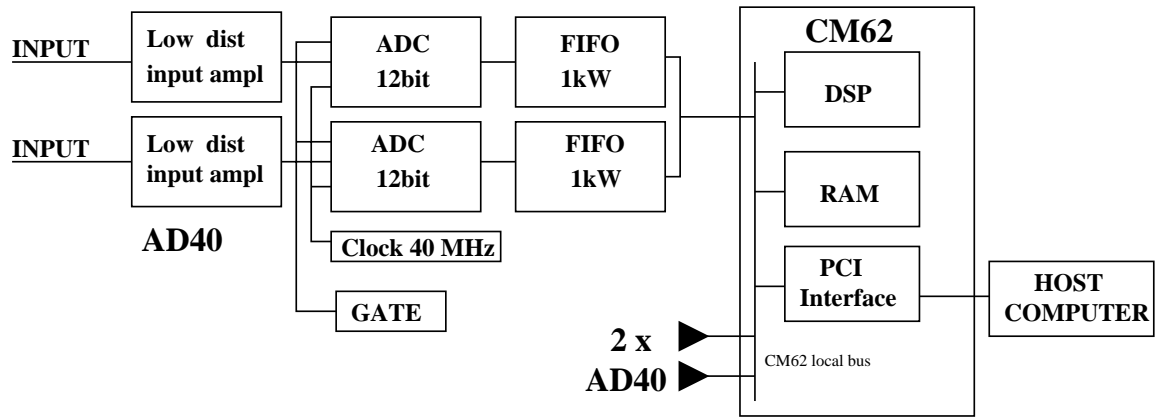 INPUT
Low dist
input ampl
ADC
12bit
FIFO
1kW
CM62
DSP
INPUT
Low dist
input ampl
ADC
12bit
FIFO
1kW
RAM
AD40
Clock 40 MHz
GATE
PCI
Interface
HOST
COMPUTER
2 x
AD40
CM62 local bus